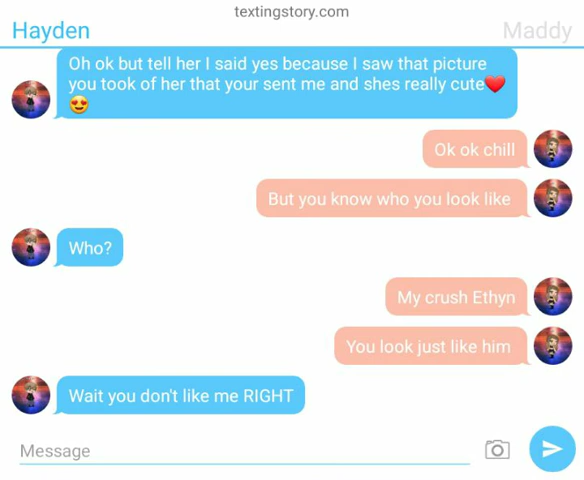 textingstory.com
Hayden
Maddy
Oh ok but tell her I said yes because I saw that picture
you took of her that your sent me and shes really cute❤️
😍
Ok ok chill
But you know who you look like
Who?
My crush Ethyn
You look just like him
Wait you don't like me RIGHT
Message